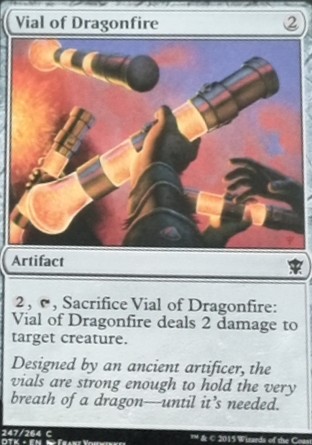 Vial of Dragonfire 2
Artifact
2, T, Sacrifice Vial of Dragonfire:
Vial of Dragonfire deals 2 damage to
target creature.
Designed by an ancient artificer, the
vials are strong enough to hold the very
breath of a dragon—until it's needed.
247/264 C
DTK • EN Franz Vohwinkel
™ & © 2015 Wizards of the Coast